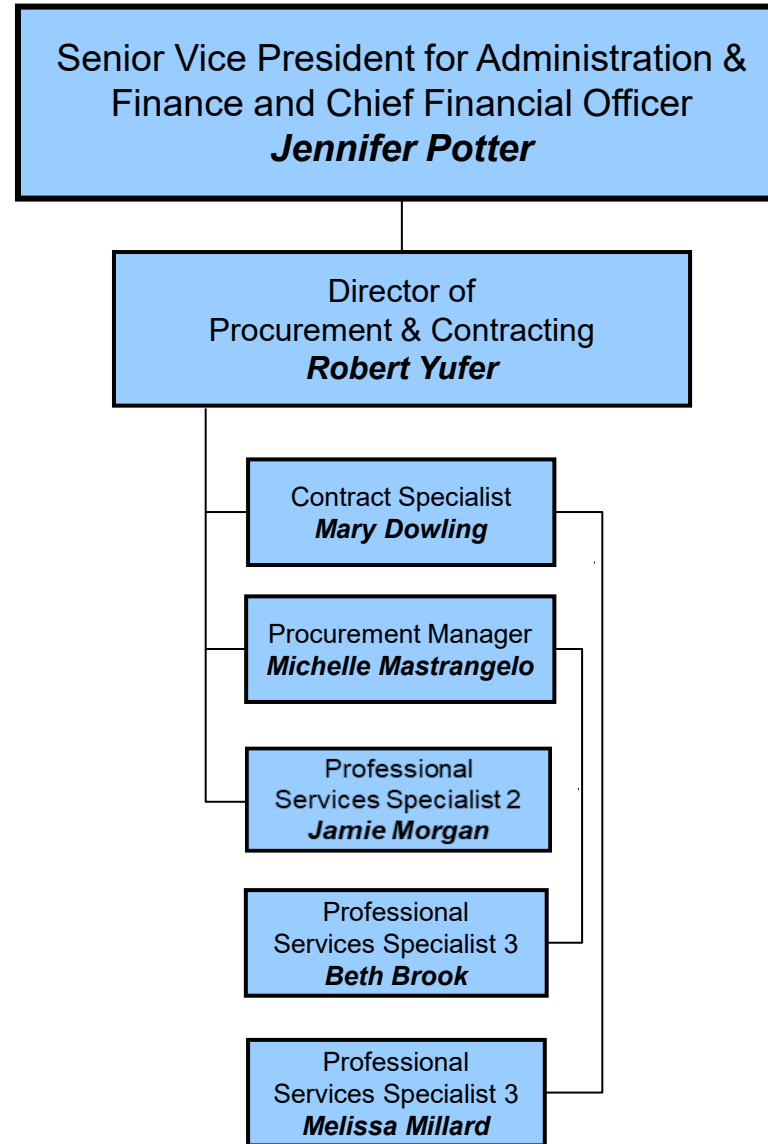 Senior Vice President for Administration &
Finance and Chief Financial Officer
Jennifer Potter
Director of
Procurement & Contracting
Robert Yufer
Contract Specialist
Mary Dowling
Procurement Manager
Michelle Mastrangelo
Professional
Services Specialist 2
Jamie Morgan
Professional
Services Specialist 3
Beth Brook
Professional
Services Specialist 3
Melissa Millard